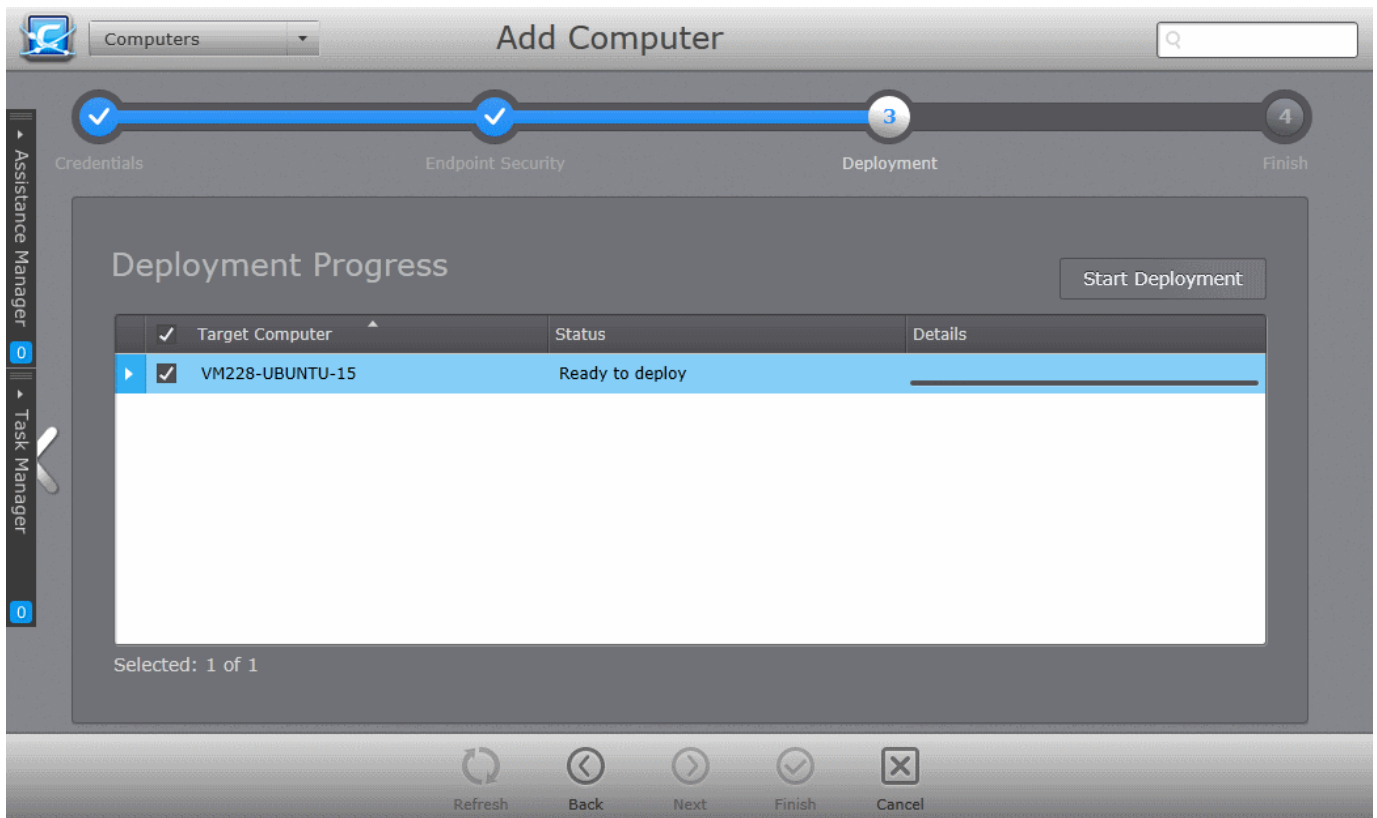 Computers
Add Computer
3
4
Credentials
Endpoint Security
Deployment
Finish
Assistance Manager
0
Task Manager
0
Deployment Progress
Start Deployment
Target Computer
Status
Details
VM228-UBUNTU-15
Ready to deploy
Selected: 1 of 1
Refresh
Back
Next
Finish
Cancel